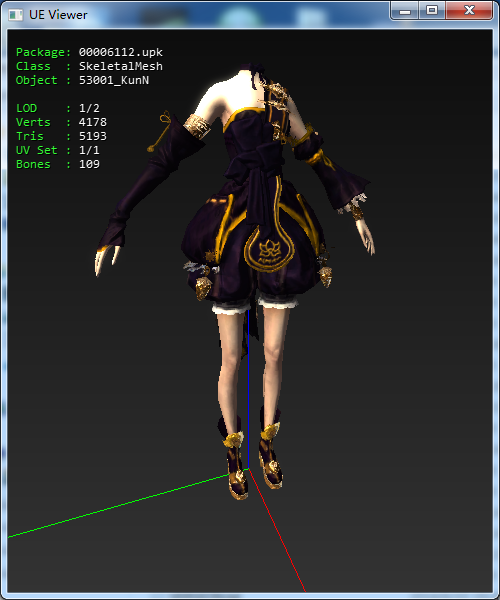 UE Viewer
Package: 00006112.upk
Class : SkeletalMesh
Object : 53001_KunN
LOD : 1/2
Verts : 4178
Tris : 5193
UV Set : 1/1
Bones : 109